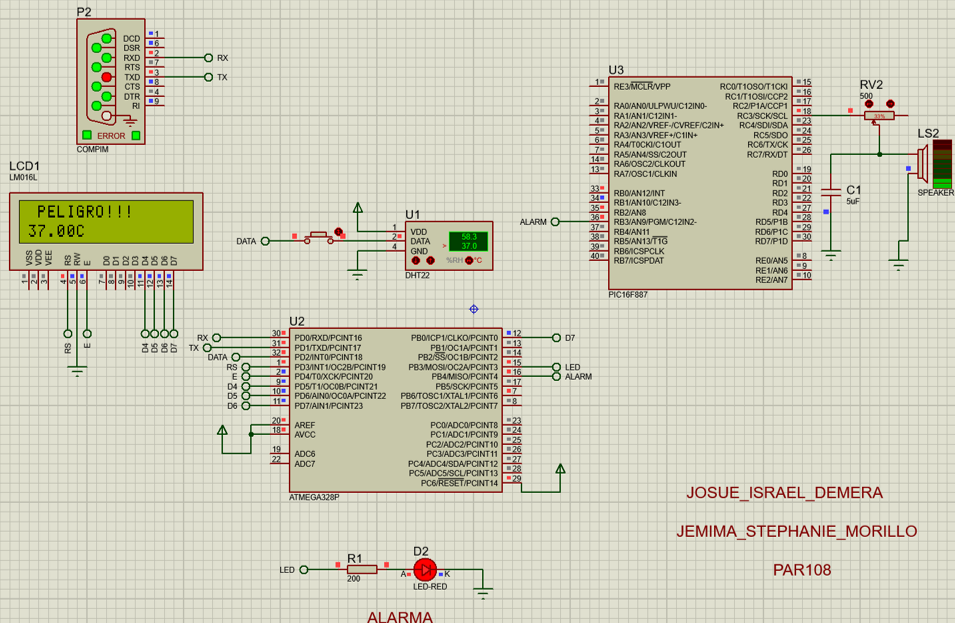 P2
DCD 1
DSR 6
RXD 2
RTS 7
TXD 3
CTS 8
DTR 4
RI 9
ERROR
COMPIM
RX
TX
LCD1
LM016L
PELIGRO!!!
37.00C
VSS VDD VEE RS RW E D0 D1 D2 D3 D4 D5 D6 D7
1 2 3 4 5 6 7 8 9 10 11 12 13 14
RS E D4 D5 D6 D7
DATA
U1
1 VDD
2 DATA
4 GND
58.3
37.0
> %RH °C
DHT22
U3
1 RE3/MCLR/VPP
2 RA0/AN0/ULPWU/C12IN0-
3 RA1/AN1/C12IN1-
4 RA2/AN2/VREF-/CVREF/C2IN+
5 RA3/AN3/VREF+/C1IN+
6 RA4/T0CKI/C1OUT
7 RA5/AN4/SS/C2OUT
14 RA6/OSC2/CLKOUT
13 RA7/OSC1/CLKIN
33 RB0/AN12/INT
34 RB1/AN10/C12IN3-
35 RB2/AN8
36 RB3/AN9/PGM/C12IN2-
37 RB4/AN11
38 RB5/AN13/T1G
39 RB6/ICSPCLK
40 RB7/ICSPDAT
RC0/T1OSO/T1CKI 15
RC1/T1OSI/CCP2 16
RC2/P1A/CCP1 17
RC3/SCK/SCL 18
RC4/SDI/SDA 23
RC5/SDO 24
RC6/TX/CK 25
RC7/RX/DT 26
RD0 19
RD1 20
RD2 21
RD3 22
RD4 27
RD5/P1B 28
RD6/P1C 29
RD7/P1D 30
RE0/AN5 8
RE1/AN6 9
RE2/AN7 10
PIC16F887
ALARM
RV2
500
33%
LS2
SPEAKER
C1
5uF
U2
RX 30 PD0/RXD/PCINT16
TX 31 PD1/TXD/PCINT17
DATA 32 PD2/INT0/PCINT18
RS 1 PD3/INT1/OC2B/PCINT19
E 2 PD4/T0/XCK/PCINT20
D4 9 PD5/T1/OC0B/PCINT21
D5 10 PD6/AIN0/OC0A/PCINT22
D6 11 PD7/AIN1/PCINT23
20 AREF
18 AVCC
19 ADC6
22 ADC7
PB0/ICP1/CLKO/PCINT0 12 D7
PB1/OC1A/PCINT1 13
PB2/SS/OC1B/PCINT2 14
PB3/MOSI/OC2A/PCINT3 15 LED
PB4/MISO/PCINT4 16 ALARM
PB5/SCK/PCINT5 17
PB6/TOSC1/XTAL1/PCINT6 7
PB7/TOSC2/XTAL2/PCINT7 8
PC0/ADC0/PCINT8 23
PC1/ADC1/PCINT9 24
PC2/ADC2/PCINT10 25
PC3/ADC3/PCINT11 26
PC4/ADC4/SDA/PCINT12 27
PC5/ADC5/SCL/PCINT13 28
PC6/RESET/PCINT14 29
ATMEGA328P
JOSUE_ISRAEL_DEMERA
JEMIMA_STEPHANIE_MORILLO
PAR108
LED
R1
200
D2
A K
LED-RED
ALARMA